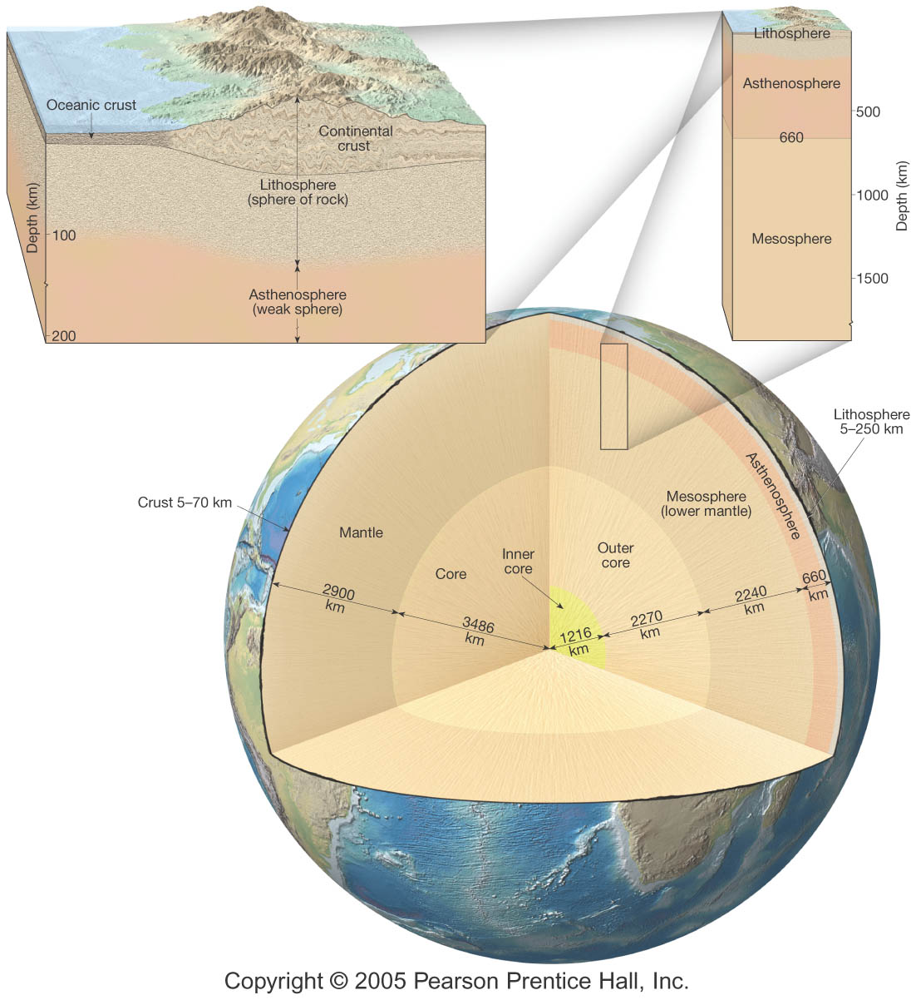 Oceanic crust
Continental
crust
Lithosphere
(sphere of rock)
Depth (km)
100
Asthenosphere
(weak sphere)
200
Lithosphere
Asthenosphere
500
660
Depth (km)
1000
Mesosphere
1500
Lithosphere
5–250 km
Asthenosphere
Crust 5–70 km
Mesosphere
(lower mantle)
Mantle
Inner
core
Outer
core
Core
660
km
2900
km
2240
km
3486
km
2270
km
1216
km
Copyright © 2005 Pearson Prentice Hall, Inc.